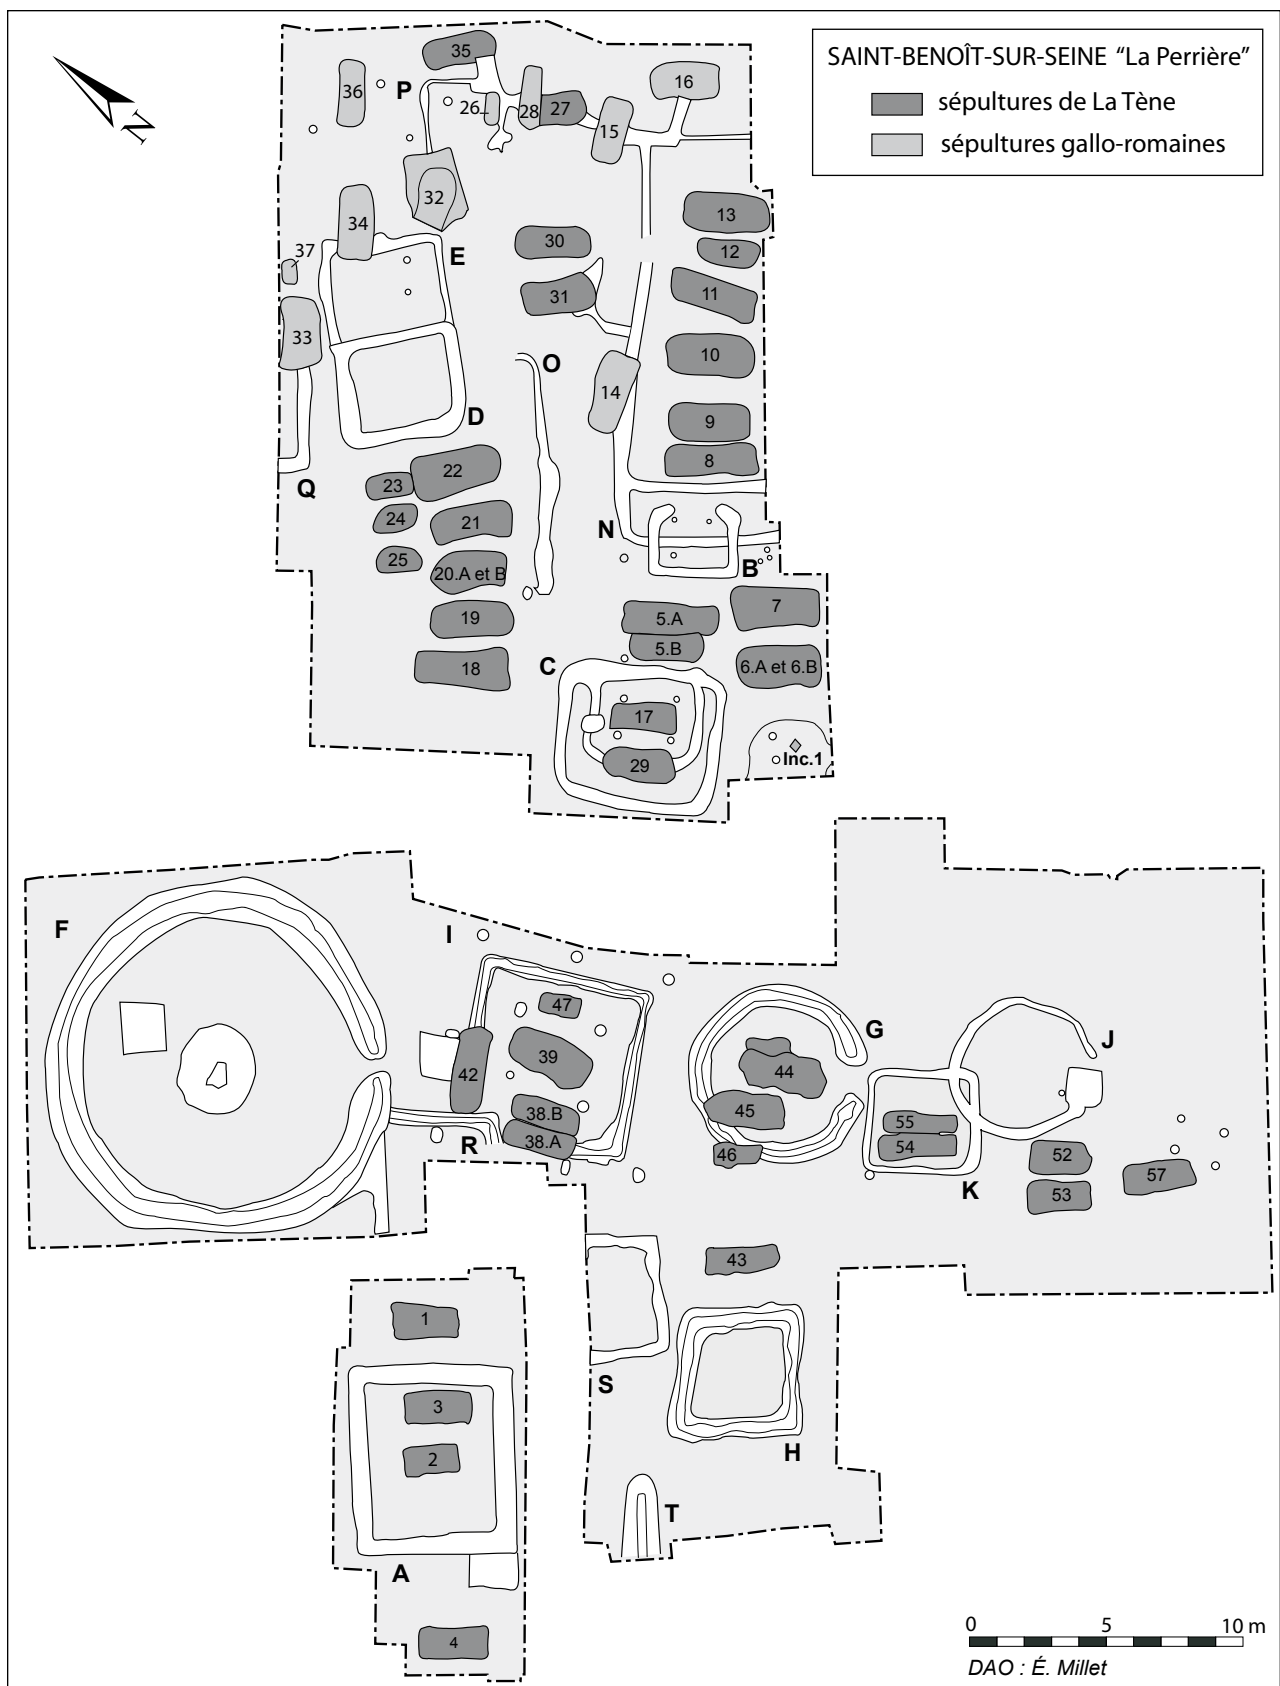 SAINT-BENOÎT-SUR-SEINE “La Perrière”
sépultures de La Tène
sépultures gallo-romaines
N
35
36
P
26
28
27
15
16
32
34
13
37
E
30
12
31
11
33
O
10
14
D
9
22
8
Q
23
24
21
N
25
20.A et B
B
7
19
5.A
5.B
C
18
6.A et 6.B
17
29
Inc.1
F
I
47
G
J
39
44
42
38.B
45
55
R
38.A
46
54
52
K
53
57
43
1
S
3
H
2
T
A
4
0 5 10 m
DAO : É. Millet